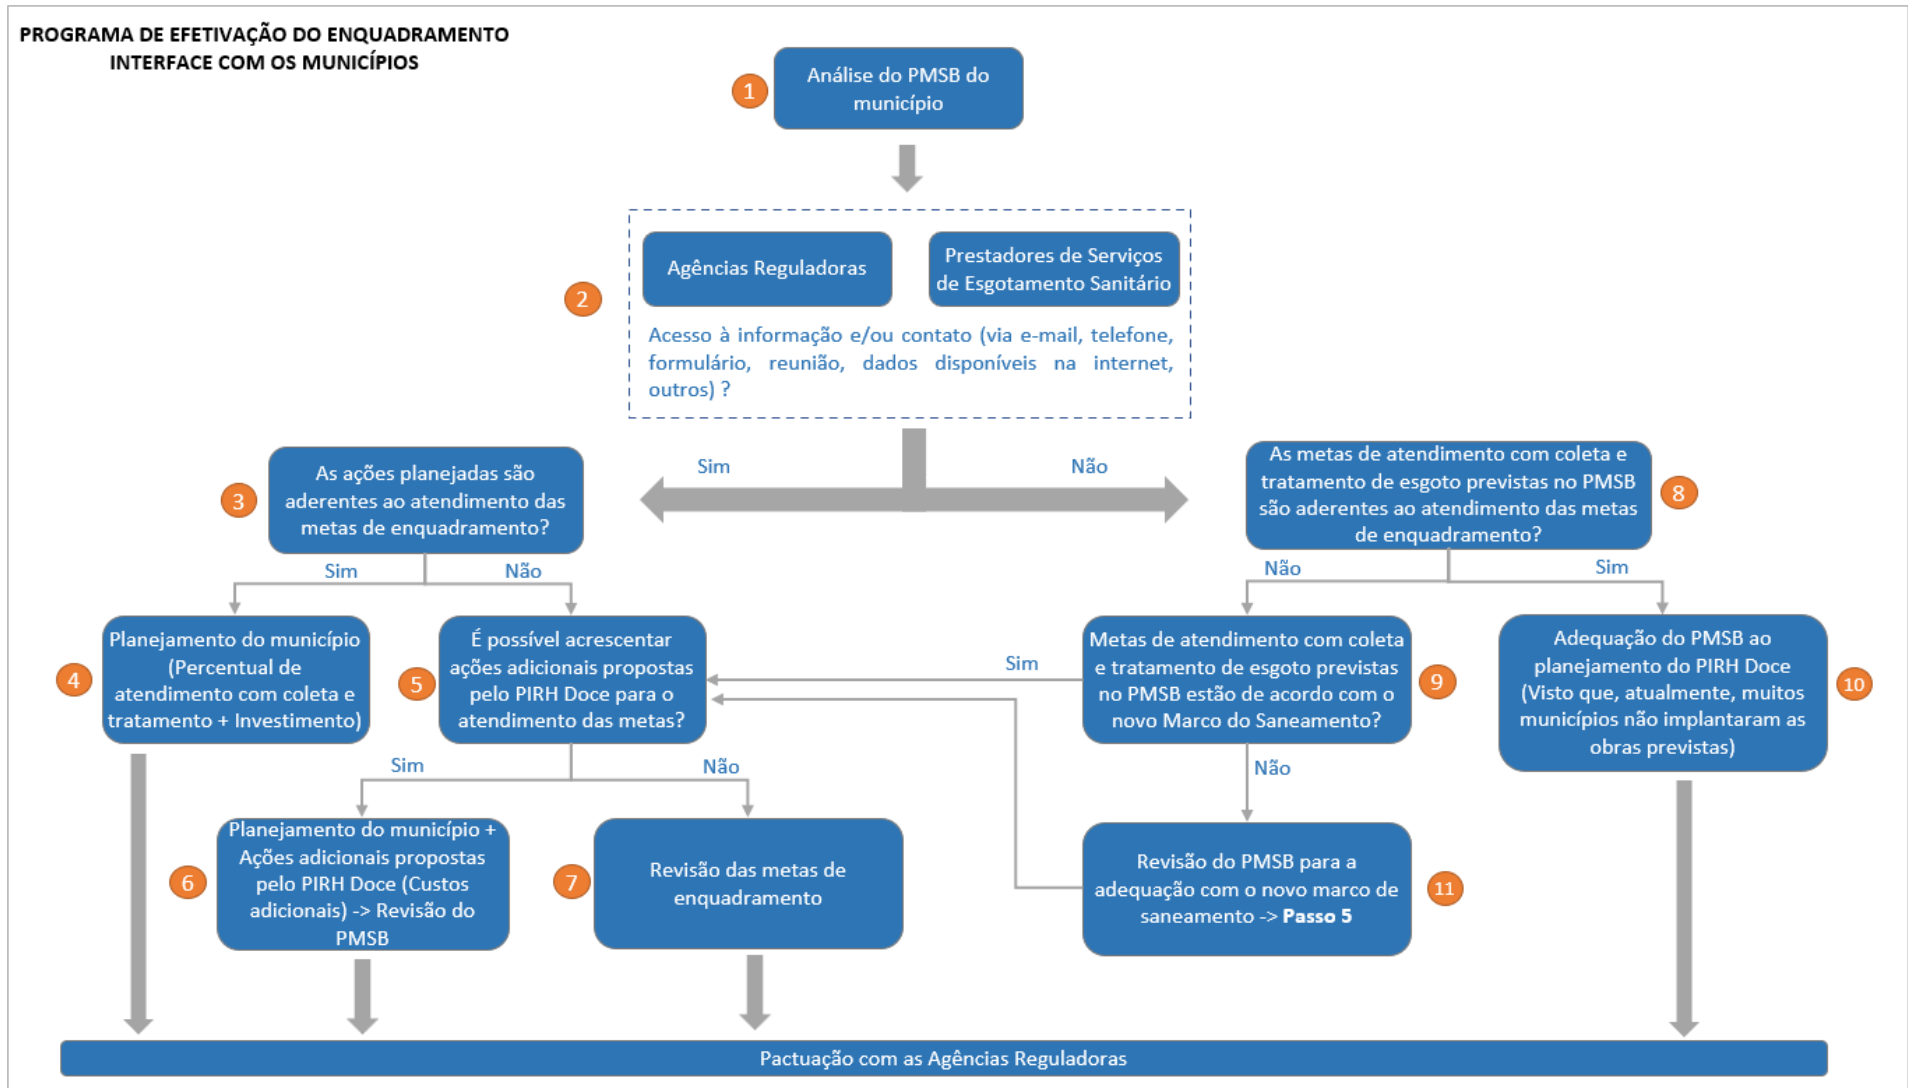 PROGRAMA DE EFETIVAÇÃO DO ENQUADRAMENTO
INTERFACE COM OS MUNICÍPIOS
1
Análise do PMSB do
município
2
Agências Reguladoras
Prestadores de Serviços
de Esgotamento Sanitário
Acesso à informação e/ou contato (via e-mail, telefone,
formulário, reunião, dados disponíveis na internet,
outros) ?
Sim
Não
3
As ações planejadas são
aderentes ao atendimento das
metas de enquadramento?
As metas de atendimento com coleta e
tratamento de esgoto previstas no PMSB
são aderentes ao atendimento das metas
de enquadramento?
8
Sim
Não
Não
Sim
4
Planejamento do município
(Percentual de
atendimento com coleta e
tratamento + Investimento)
5
É possível acrescentar
ações adicionais propostas
pelo PIRH Doce para o
atendimento das metas?
Sim
Metas de atendimento com coleta
e tratamento de esgoto previstas
no PMSB estão de acordo com o
novo Marco do Saneamento?
9
Adequação do PMSB ao
planejamento do PIRH Doce
(Visto que, atualmente, muitos
municípios não implantaram as
obras previstas)
10
Sim
Não
Não
6
Planejamento do município +
Ações adicionais propostas
pelo PIRH Doce (Custos
adicionais) -> Revisão do
PMSB
7
Revisão das metas de
enquadramento
Revisão do PMSB para a
adequação com o novo marco de
saneamento -> Passo 5
11
Pactuação com as Agências Reguladoras